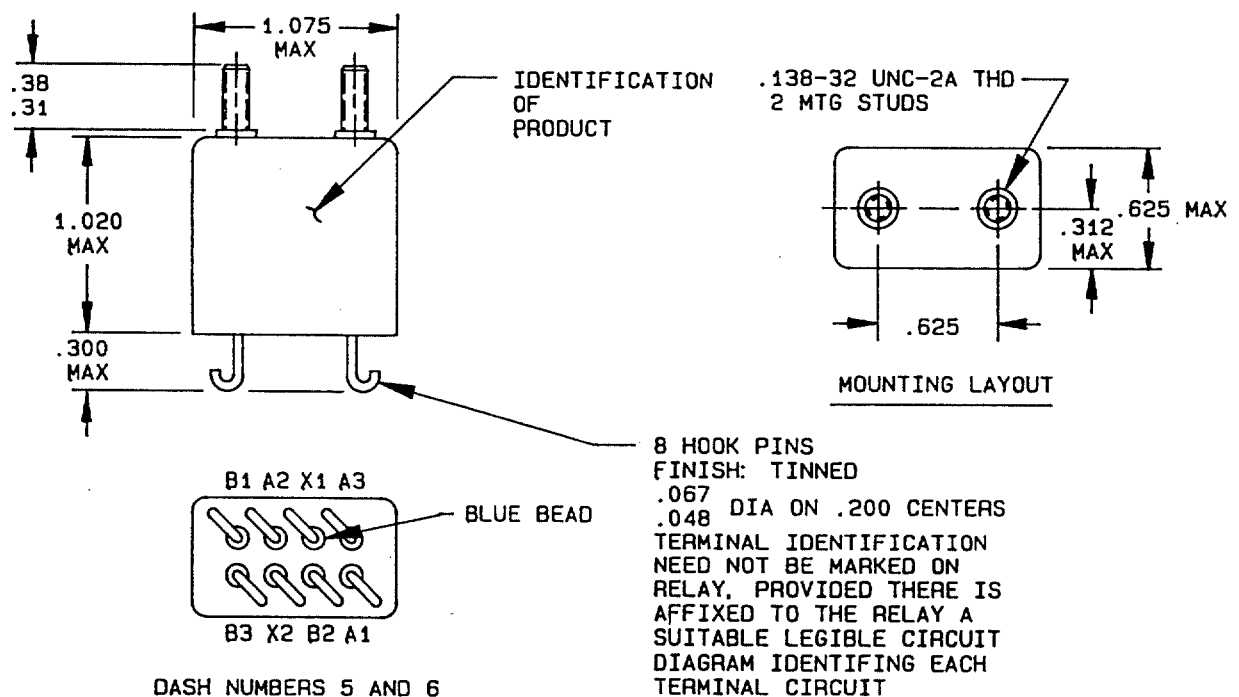 1.075
MAX
.38
.31
IDENTIFICATION
OF
PRODUCT
1.020
MAX
.300
MAX
.138-32 UNC-2A THD
2 MTG STUDS
.625 MAX
.312
MAX
.625
MOUNTING LAYOUT
8 HOOK PINS
FINISH: TINNED
.067
.048 DIA ON .200 CENTERS
TERMINAL IDENTIFICATION
NEED NOT BE MARKED ON
RELAY, PROVIDED THERE IS
AFFIXED TO THE RELAY A
SUITABLE LEGIBLE CIRCUIT
DIAGRAM IDENTIFING EACH
TERMINAL CIRCUIT
B1 A2 X1 A3
BLUE BEAD
B3 X2 B2 A1
DASH NUMBERS 5 AND 6